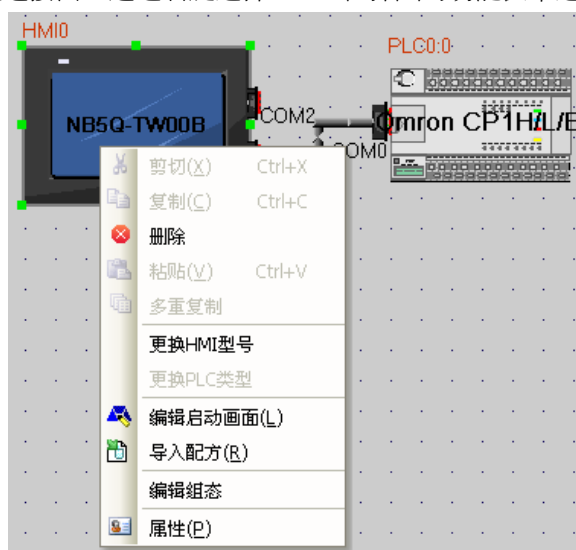 HMI0
PLC0:0
NB5Q-TW00B
COM2
Omron CP1H/L/E
COM0
剪切(X) Ctrl+X
复制(C) Ctrl+C
删除
粘贴(V) Ctrl+V
多重复制
更换HMI型号
更换PLC类型
编辑启动画面(L)
导入配方(R)
编辑组态
属性(P)